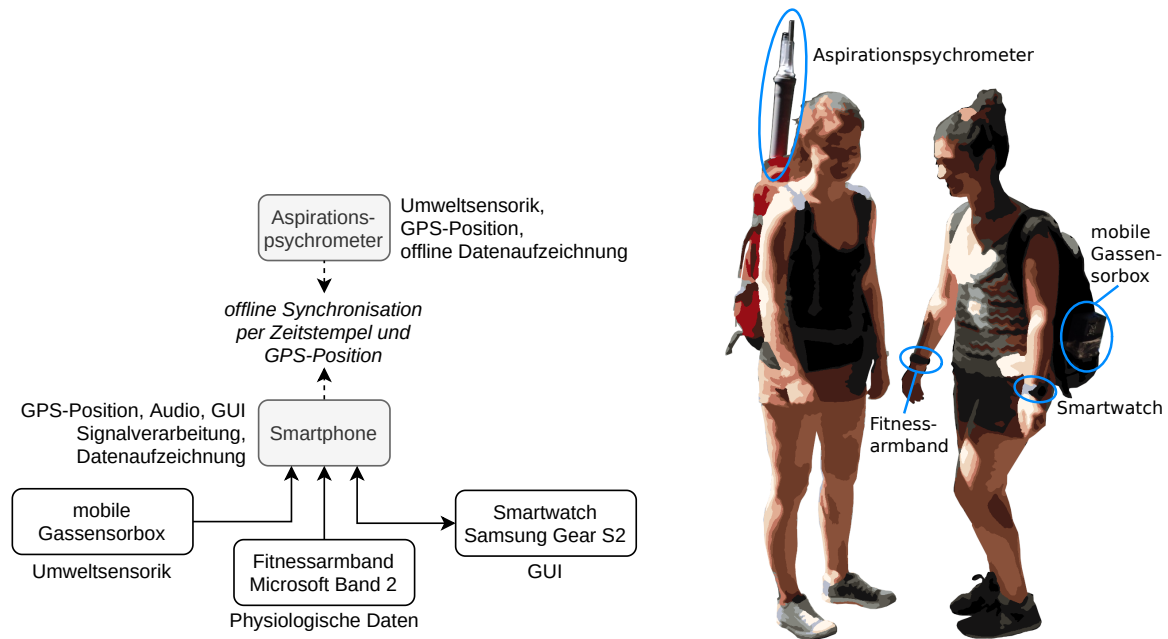 Aspirations-
psychrometer
Umweltsensorik,
GPS-Position,
offline Datenaufzeichnung
offline Synchronisation
per Zeitstempel und
GPS-Position
GPS-Position, Audio, GUI
Signalverarbeitung,
Datenaufzeichnung
Smartphone
mobile
Gassensorbox
Umweltsensorik
Fitnessarmband
Microsoft Band 2
Physiologische Daten
Smartwatch
Samsung Gear S2
GUI
Aspirationspsychrometer
mobile
Gassen-
sorbox
Fitness-
armband
Smartwatch